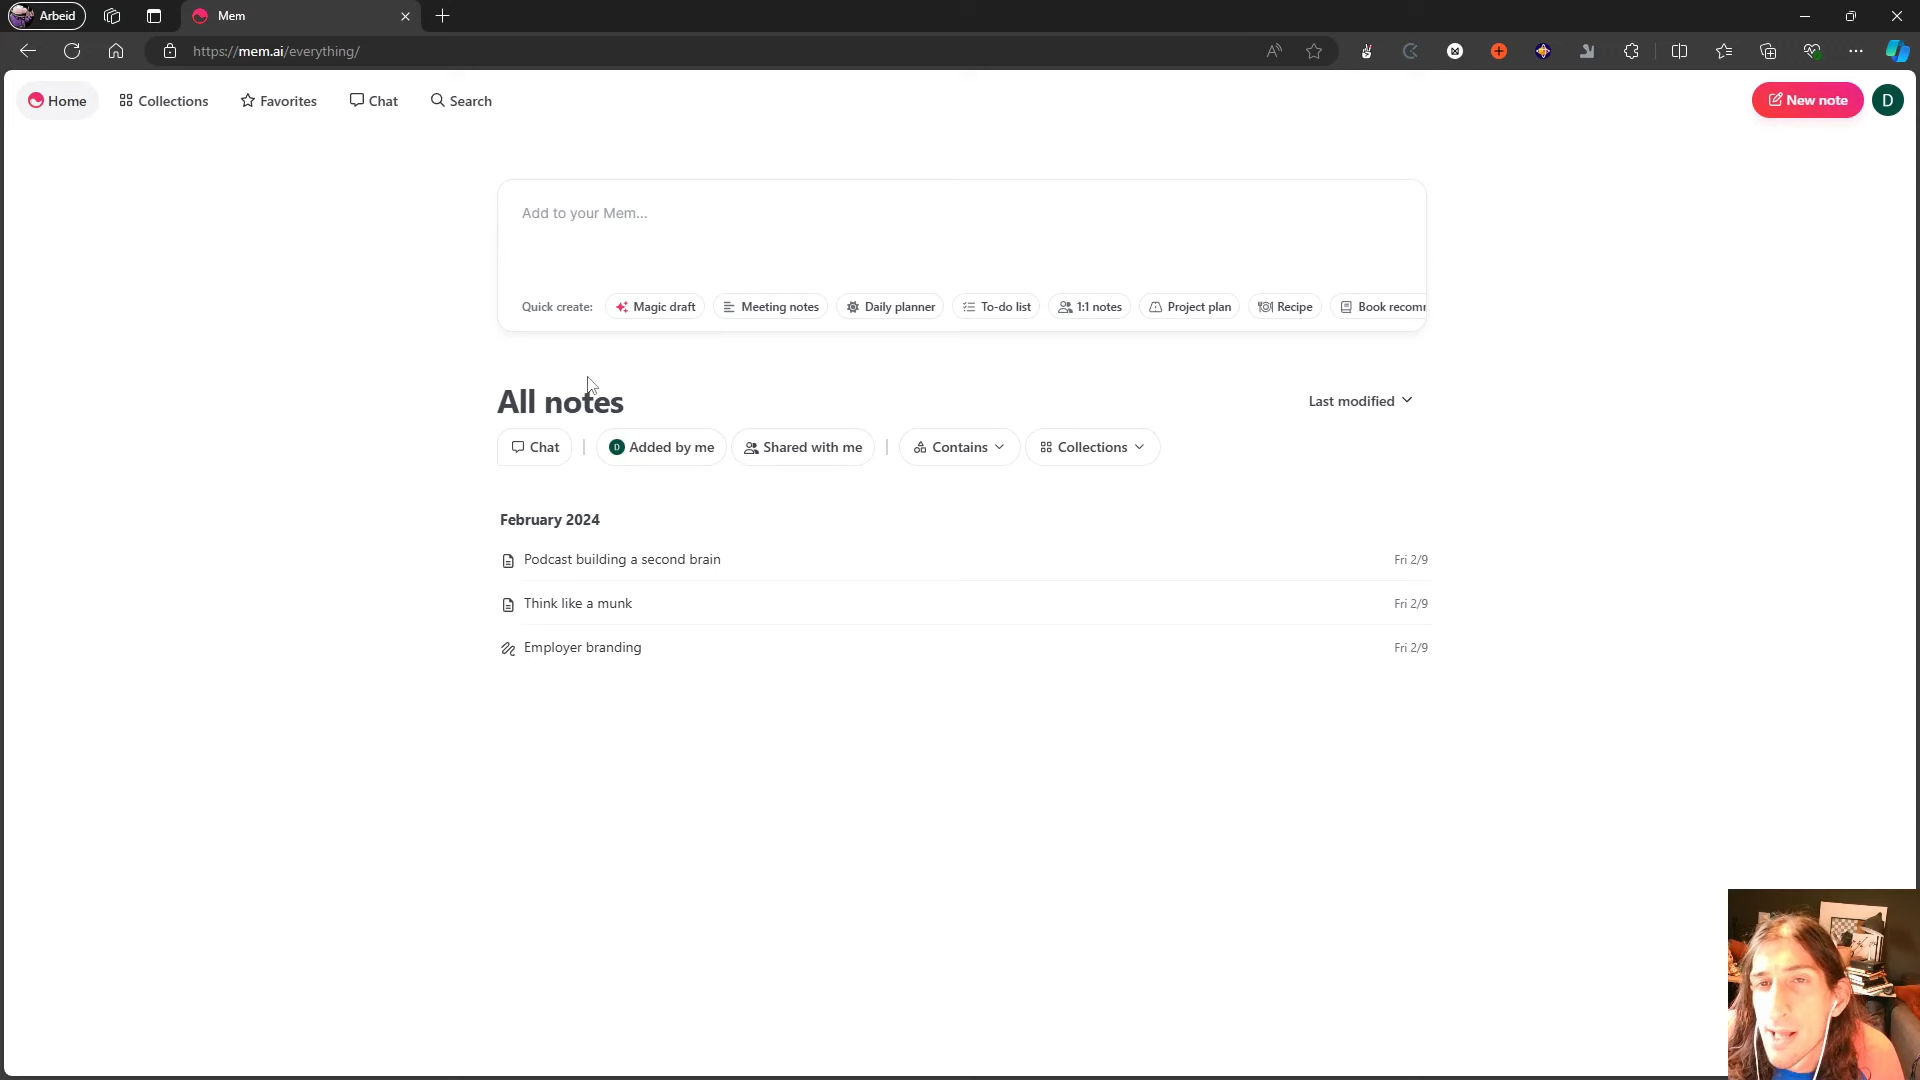 Arbeid
Mem
https://mem.ai/everything/
Home
Collections
Favorites
Chat
Search
New note
D
Add to your Mem...
Quick create:
Magic draft
Meeting notes
Daily planner
To-do list
1:1 notes
Project plan
Recipe
Book recomm
All notes
Last modified
Chat
D
Added by me
Shared with me
Contains
Collections
February 2024
Podcast building a second brain
Fri 2/9
Think like a munk
Fri 2/9
Employer branding
Fri 2/9